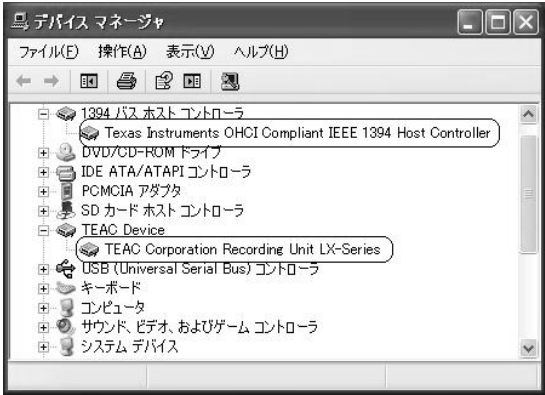 デバイス マネージャ
ファイル(F) 操作(A) 表示(V) ヘルプ(H)
1394 バス ホスト コントローラ
Texas Instruments OHCI Compliant IEEE 1394 Host Controller
DVD/CD-ROM ドライブ
IDE ATA/ATAPI コントローラ
PCMCIA アダプタ
SD カード ホスト コントローラ
TEAC Device
TEAC Corporation Recording Unit LX-Series
USB (Universal Serial Bus) コントローラ
キーボード
コンピュータ
サウンド、ビデオ、およびゲーム コントローラ
システム デバイス